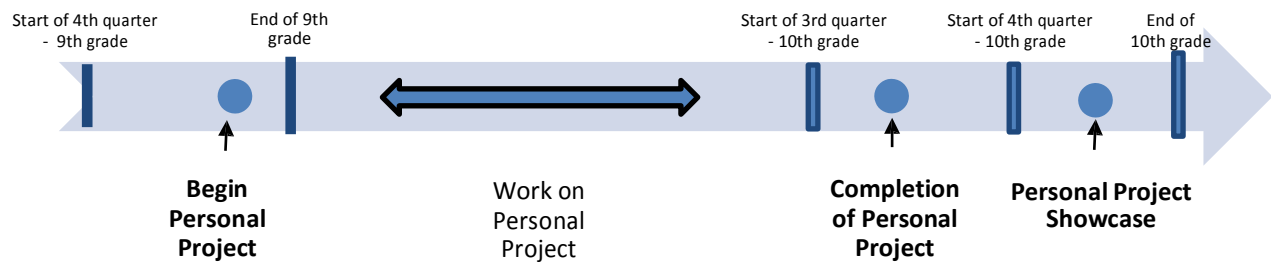 Start of 4th quarter
- 9th grade
End of 9th
grade
Start of 3rd quarter
- 10th grade
Start of 4th quarter
- 10th grade
End of
10th grade
Begin
Personal
Project
Work on
Personal
Project
Completion
of Personal
Project
Personal Project
Showcase